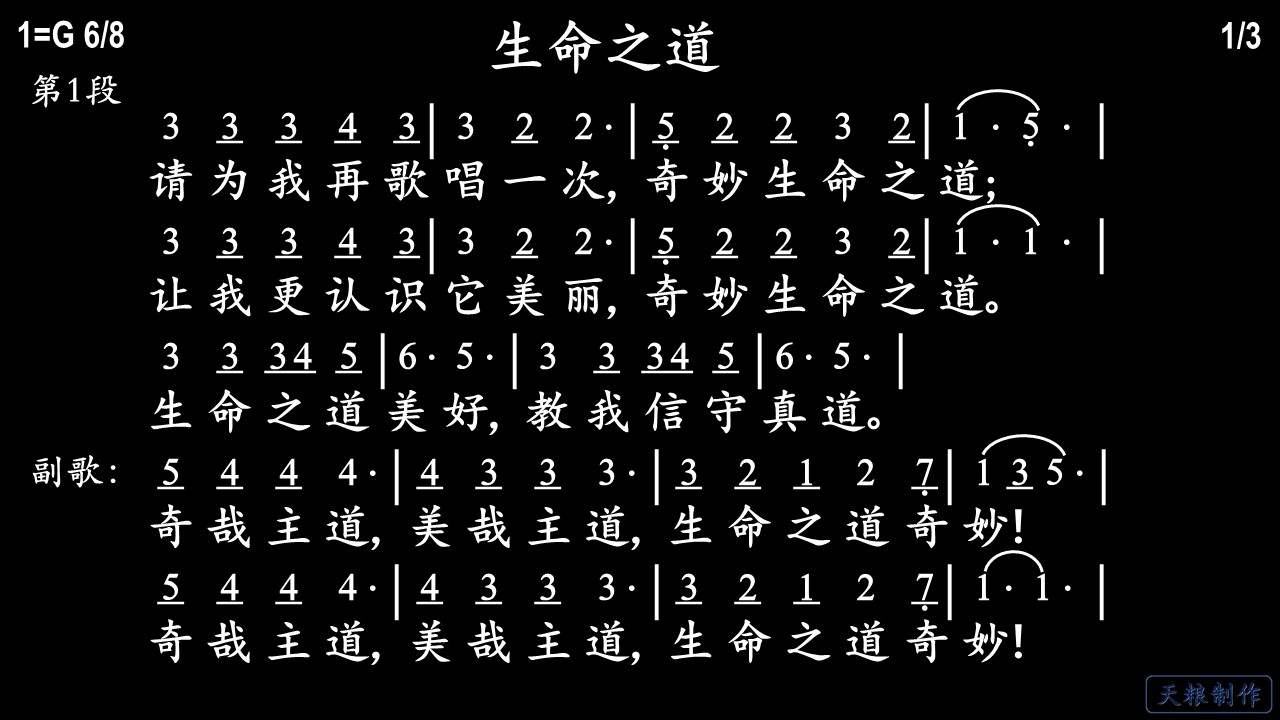 1=G 6/8
生命之道
1/3
第1段
3 3 3 4 3| 3 2 2·| 5 2 2 3 2| 1 · 5 · |
请为我再歌唱一次,奇妙生命之道;
3 3 3 4 3| 3 2 2·| 5 2 2 3 2| 1 · 1 · |
让我更认识它美丽,奇妙生命之道。
3 3 34 5 |6· 5·| 3 3 34 5 |6· 5· |
生命之道美好,教我信守真道。
副歌: 5 4 4 4·| 4 3 3 3·| 3 2 1 2 7| 1 3 5·|
奇哉主道,美哉主道,生命之道奇妙!
5 4 4 4·| 4 3 3 3·| 3 2 1 2 7| 1· 1· |
奇哉主道,美哉主道,生命之道奇妙!
天粮制作